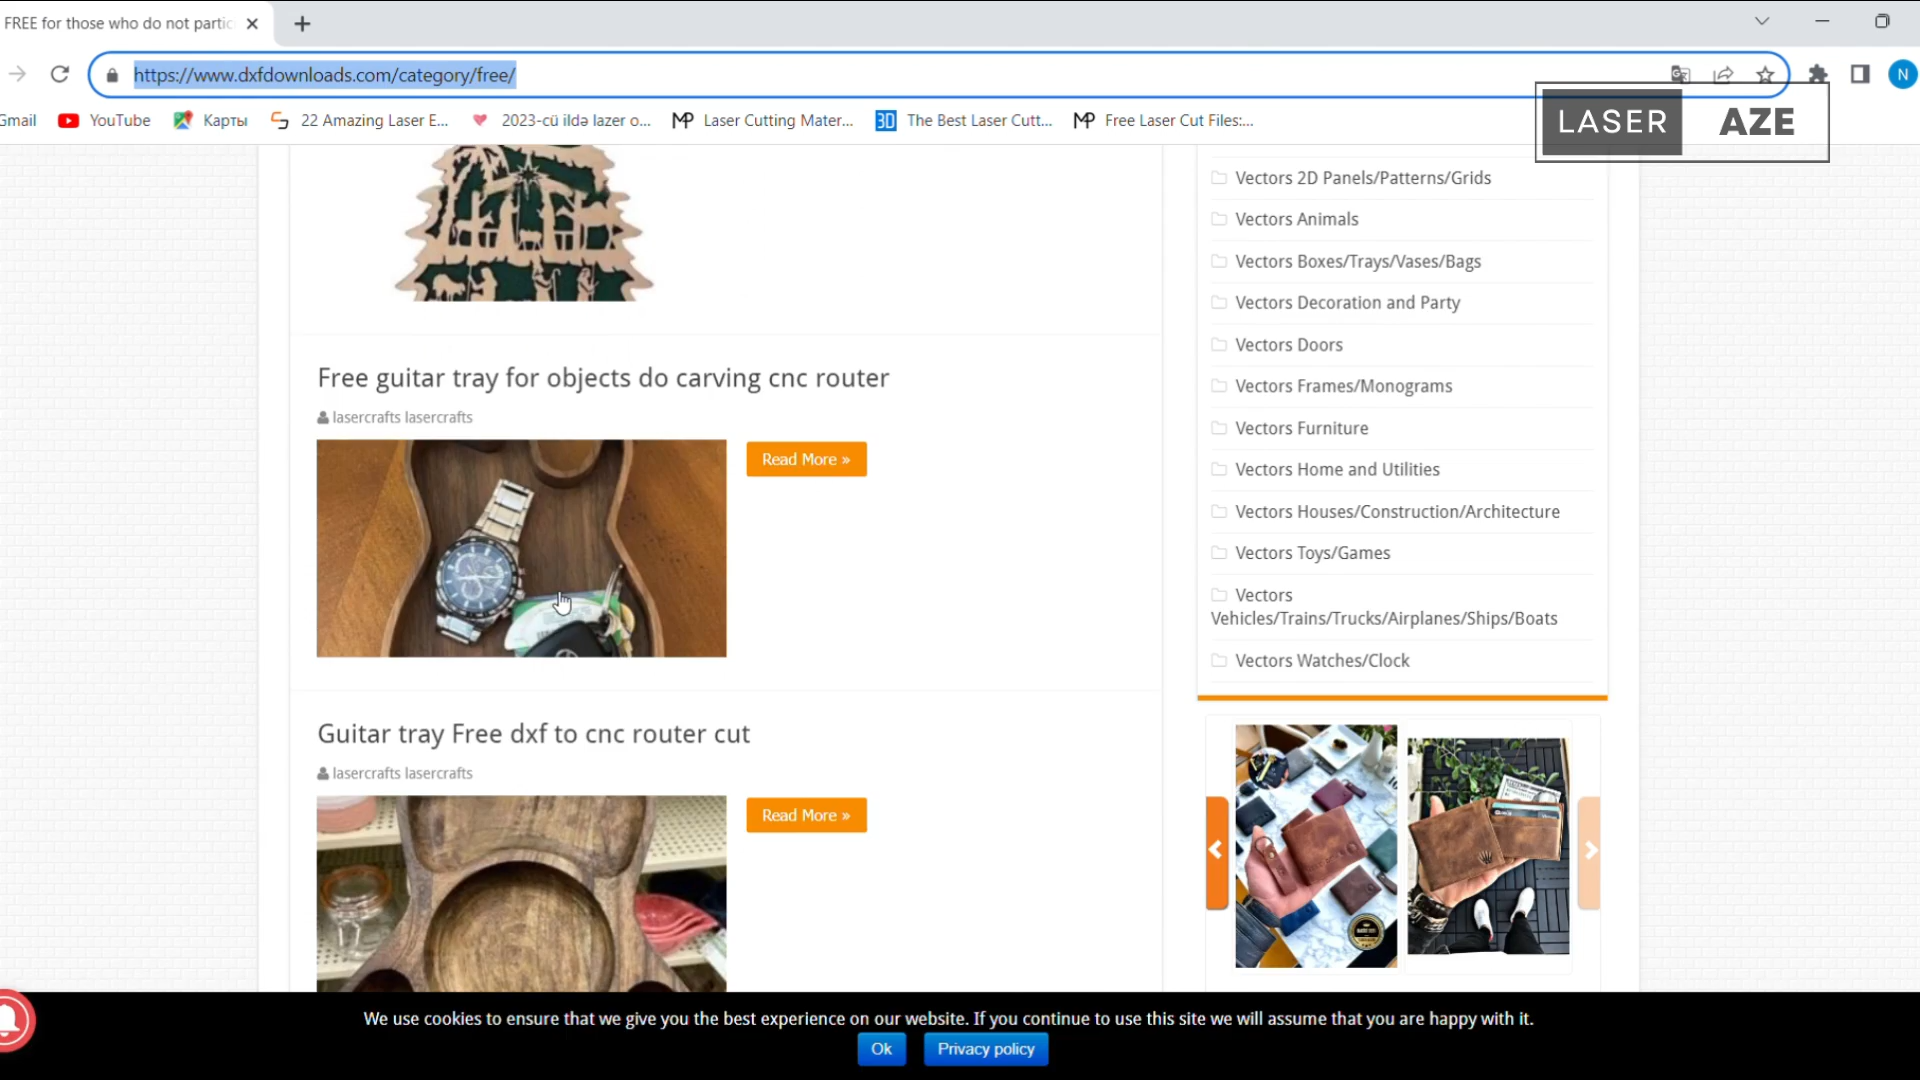 FREE for those who do not partic
https://www.dxfdownloads.com/category/free/
N
Gmail
YouTube
Карты
22 Amazing Laser E...
2023-cü ildə lazer o...
MP Laser Cutting Mater...
3D The Best Laser Cutt...
MP Free Laser Cut Files:...
LASER AZE
Free guitar tray for objects do carving cnc router
lasercrafts lasercrafts
Read More »
Guitar tray Free dxf to cnc router cut
lasercrafts lasercrafts
Read More »
Vectors 2D Panels/Patterns/Grids
Vectors Animals
Vectors Boxes/Trays/Vases/Bags
Vectors Decoration and Party
Vectors Doors
Vectors Frames/Monograms
Vectors Furniture
Vectors Home and Utilities
Vectors Houses/Construction/Architecture
Vectors Toys/Games
Vectors
Vehicles/Trains/Trucks/Airplanes/Ships/Boats
Vectors Watches/Clock
We use cookies to ensure that we give you the best experience on our website. If you continue to use this site we will assume that you are happy with it.
Ok
Privacy policy